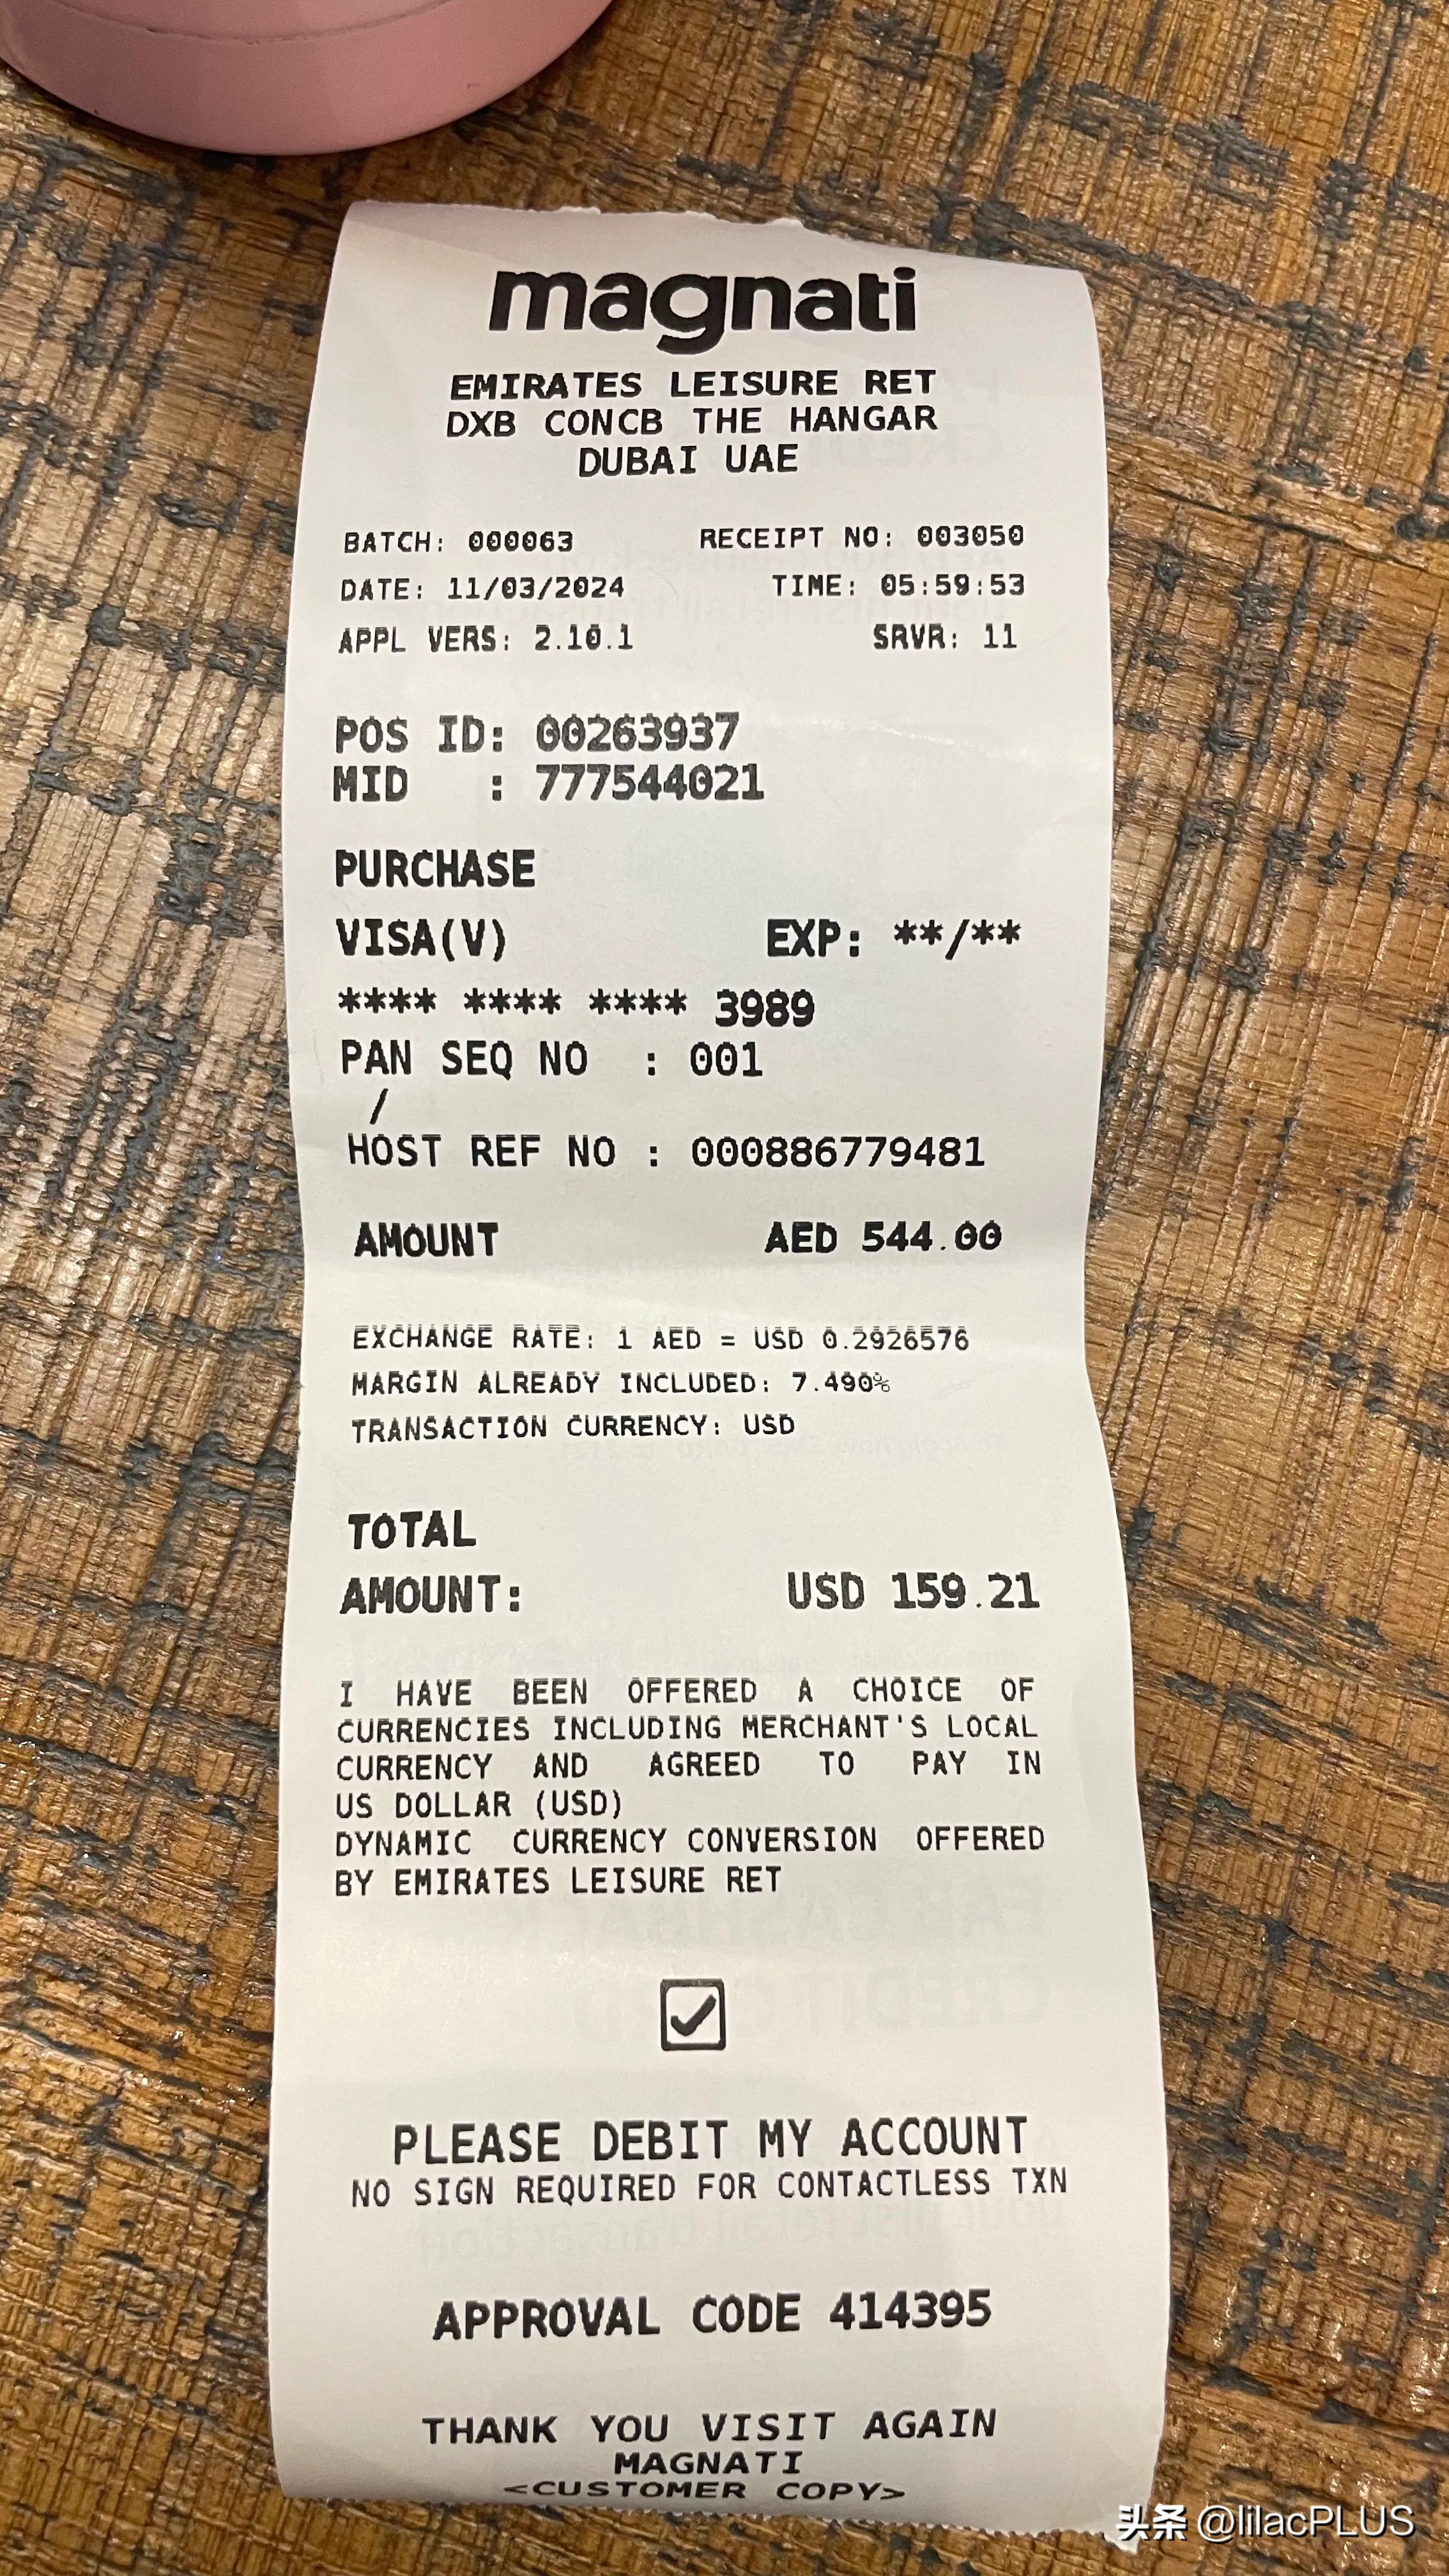 magnati
EMIRATES LEISURE RET
DXB CONCB THE HANGAR
DUBAI UAE
BATCH: 000063 RECEIPT NO: 003050
DATE: 11/03/2024 TIME: 05:59:53
APPL VERS: 2.10.1 SRVR: 11
POS ID: 00263937
MID : 777544021
PURCHASE
VISA(V) EXP: **/**
**** **** **** 3989
PAN SEQ NO : 001
/
HOST REF NO : 000886779481
AMOUNT AED 544.00
EXCHANGE RATE: 1 AED = USD 0.2926576
MARGIN ALREADY INCLUDED: 7.490%
TRANSACTION CURRENCY: USD
TOTAL
AMOUNT: USD 159.21
I HAVE BEEN OFFERED A CHOICE OF
CURRENCIES INCLUDING MERCHANT'S LOCAL
CURRENCY AND AGREED TO PAY IN
US DOLLAR (USD)
DYNAMIC CURRENCY CONVERSION OFFERED
BY EMIRATES LEISURE RET
PLEASE DEBIT MY ACCOUNT
NO SIGN REQUIRED FOR CONTACTLESS TXN
APPROVAL CODE 414395
THANK YOU VISIT AGAIN
MAGNATI
<CUSTOMER COPY>
头条 @lilacPLUS